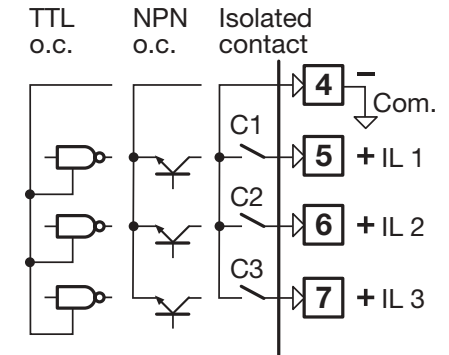 TTL o.c.
NPN o.c.
Isolated contact
4 − Com.
C1 5 + IL 1
C2 6 + IL 2
C3 7 + IL 3